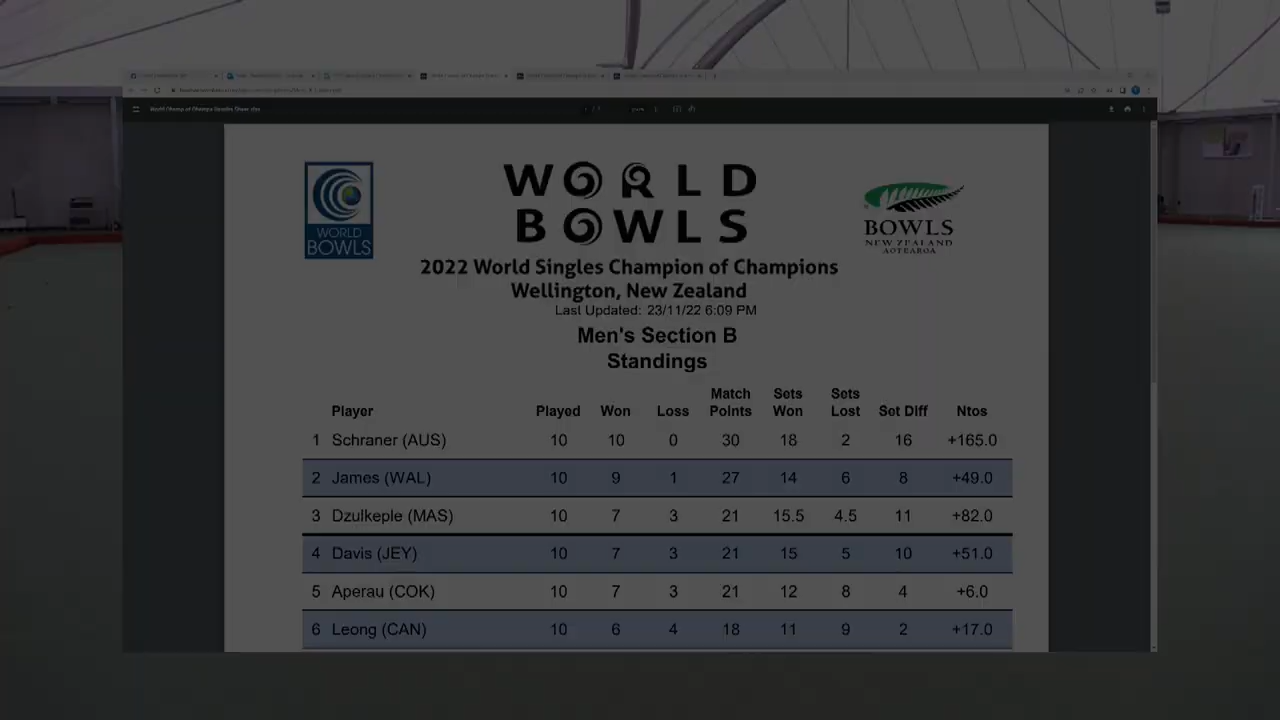 World Champ of Champs Singles
WORLD
BOWLS
WORLD
BOWLS
BOWLS
NEW ZEALAND
AOTEAROA
2022 World Singles Champion of Champions
Wellington, New Zealand
Last Updated: 23/11/22 6:09 PM
Men's Section B
Standings
Player Played Won Loss Match Points Sets Won Sets Lost Set Diff Ntos
1 Schraner (AUS) 10 10 0 30 18 2 16 +165.0
2 James (WAL) 10 9 1 27 14 6 8 +49.0
3 Dzulkeple (MAS) 10 7 3 21 15.5 4.5 11 +82.0
4 Davis (JEY) 10 7 3 21 15 5 10 +51.0
5 Aperau (COK) 10 7 3 21 12 8 4 +6.0
6 Leong (CAN) 10 6 4 18 11 9 2 +17.0